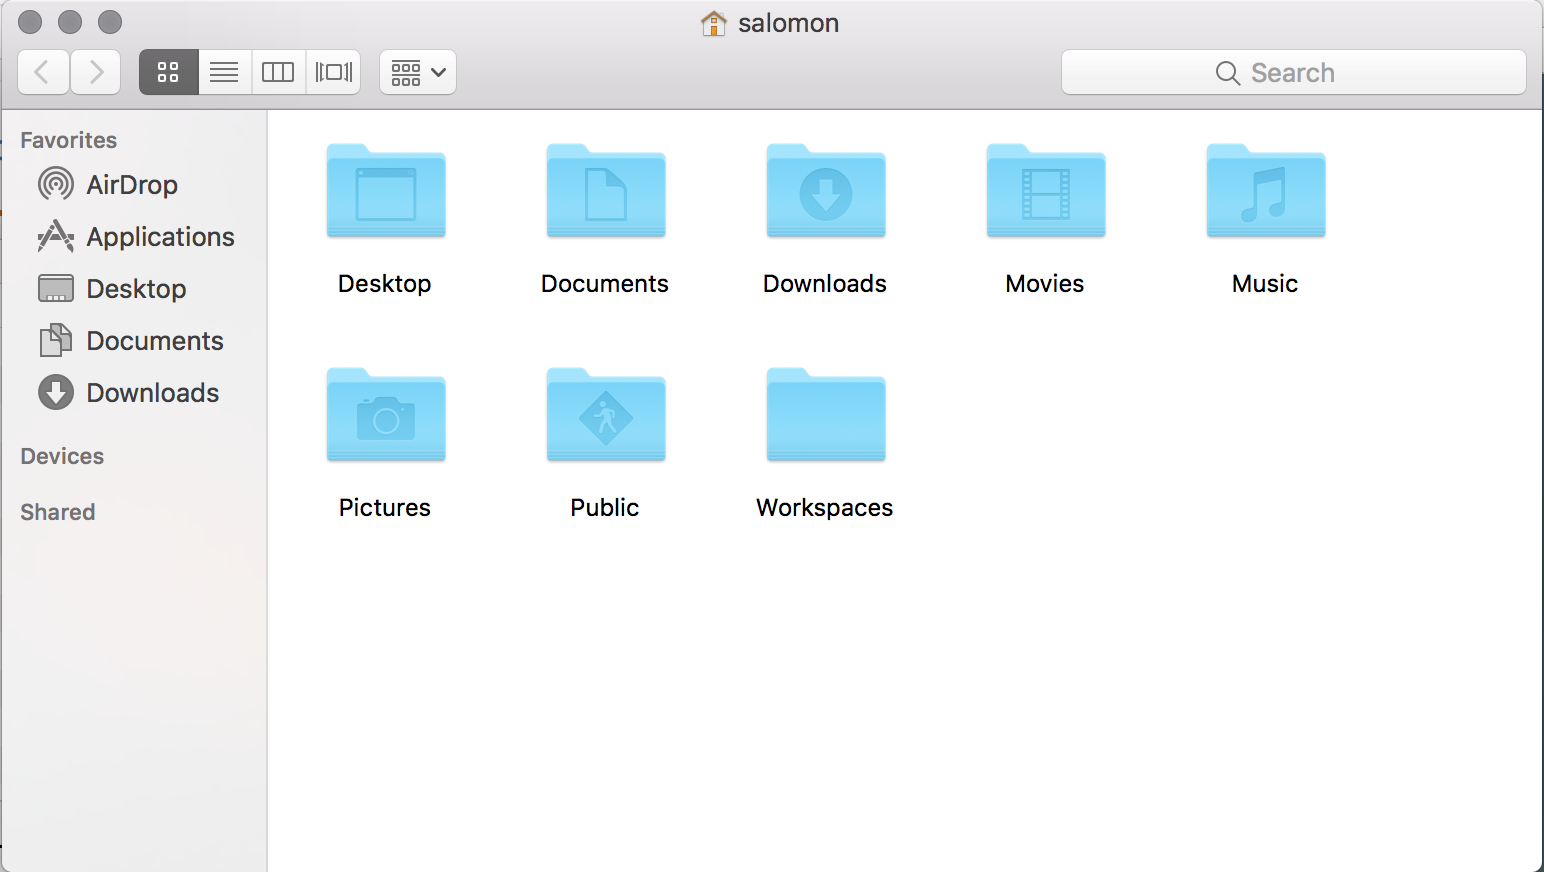 salomon
Search
Favorites
AirDrop
Applications
Desktop
Documents
Downloads
Devices
Shared
Desktop Documents Downloads Movies Music
Pictures Public Workspaces